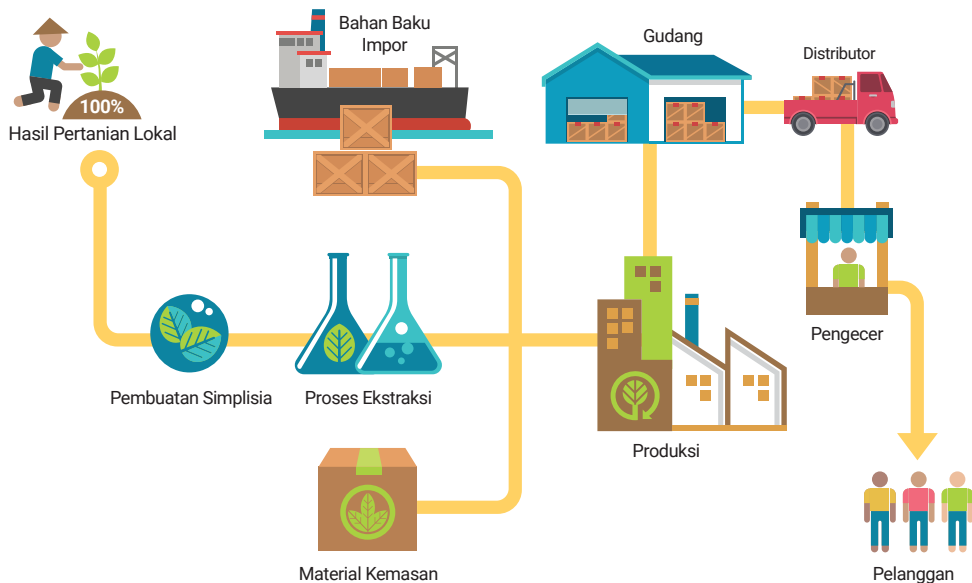 100%
Hasil Pertanian Lokal
Bahan Baku
Impor
Gudang
Distributor
Pembuatan Simplisia
Proses Ekstraksi
Produksi
Pengecer
Material Kemasan
Pelanggan